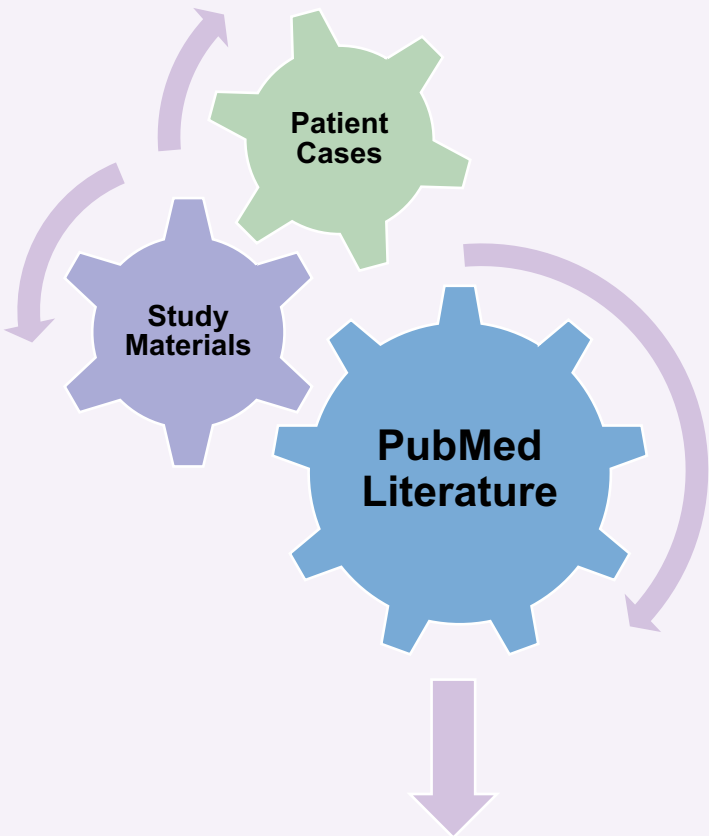 Patient
Cases
Study
Materials
PubMed
Literature